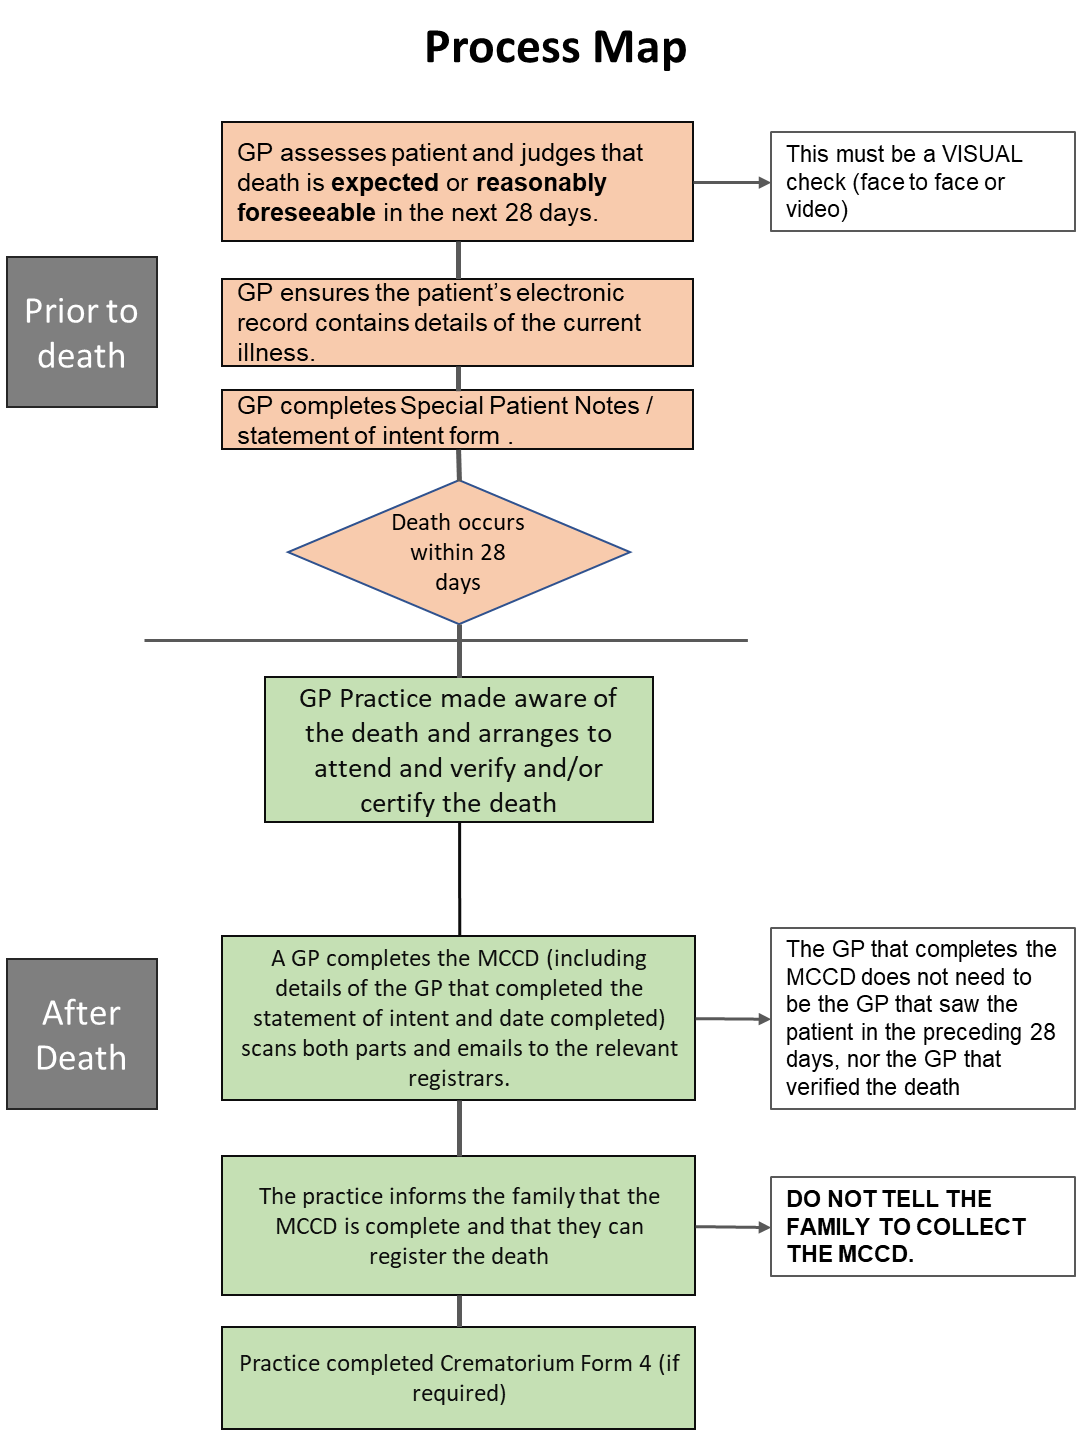 Process Map
GP assesses patient and judges that
death is expected or reasonably
foreseeable in the next 28 days.
This must be a VISUAL
check (face to face or
video)
Prior to
death
GP ensures the patient’s electronic
record contains details of the current
illness.
GP completes Special Patient Notes /
statement of intent form .
Death occurs
within 28
days
GP Practice made aware of
the death and arranges to
attend and verify and/or
certify the death
After
Death
A GP completes the MCCD (including
details of the GP that completed the
statement of intent and date completed)
scans both parts and emails to the relevant
registrars.
The GP that completes the
MCCD does not need to
be the GP that saw the
patient in the preceding 28
days, nor the GP that
verified the death
The practice informs the family that the
MCCD is complete and that they can
register the death
DO NOT TELL THE
FAMILY TO COLLECT
THE MCCD.
Practice completed Crematorium Form 4 (if
required)